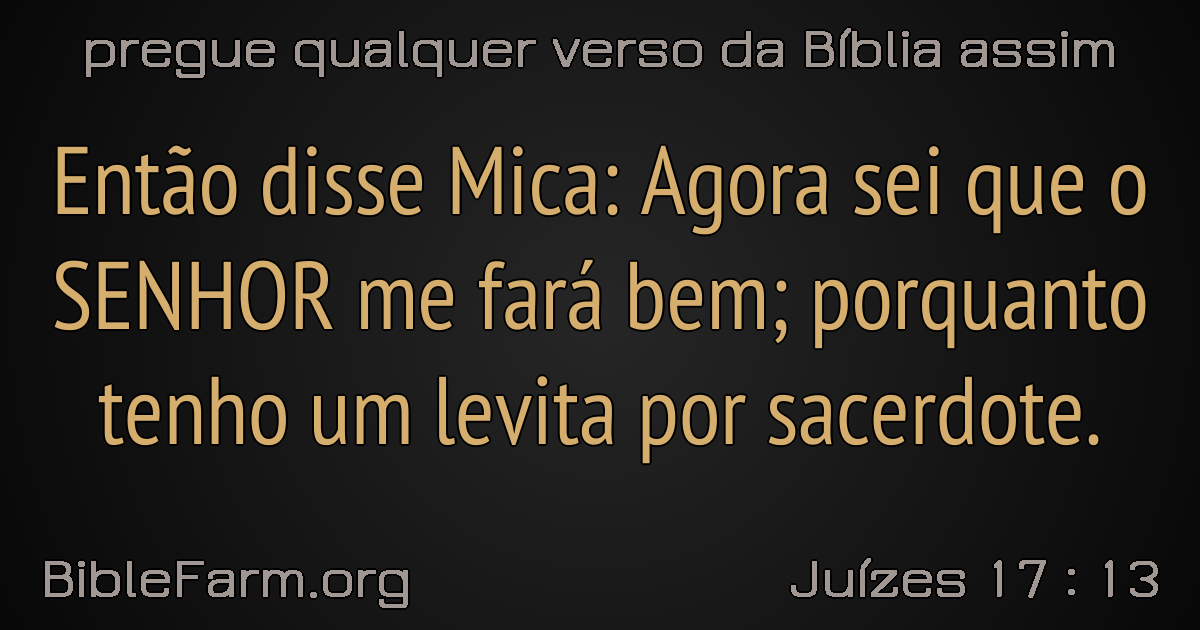 pregue qualquer verso da Bíblia assim
Então disse Mica: Agora sei que o
SENHOR me fará bem; porquanto
tenho um levita por sacerdote.
BibleFarm.org
Juízes 17 : 13